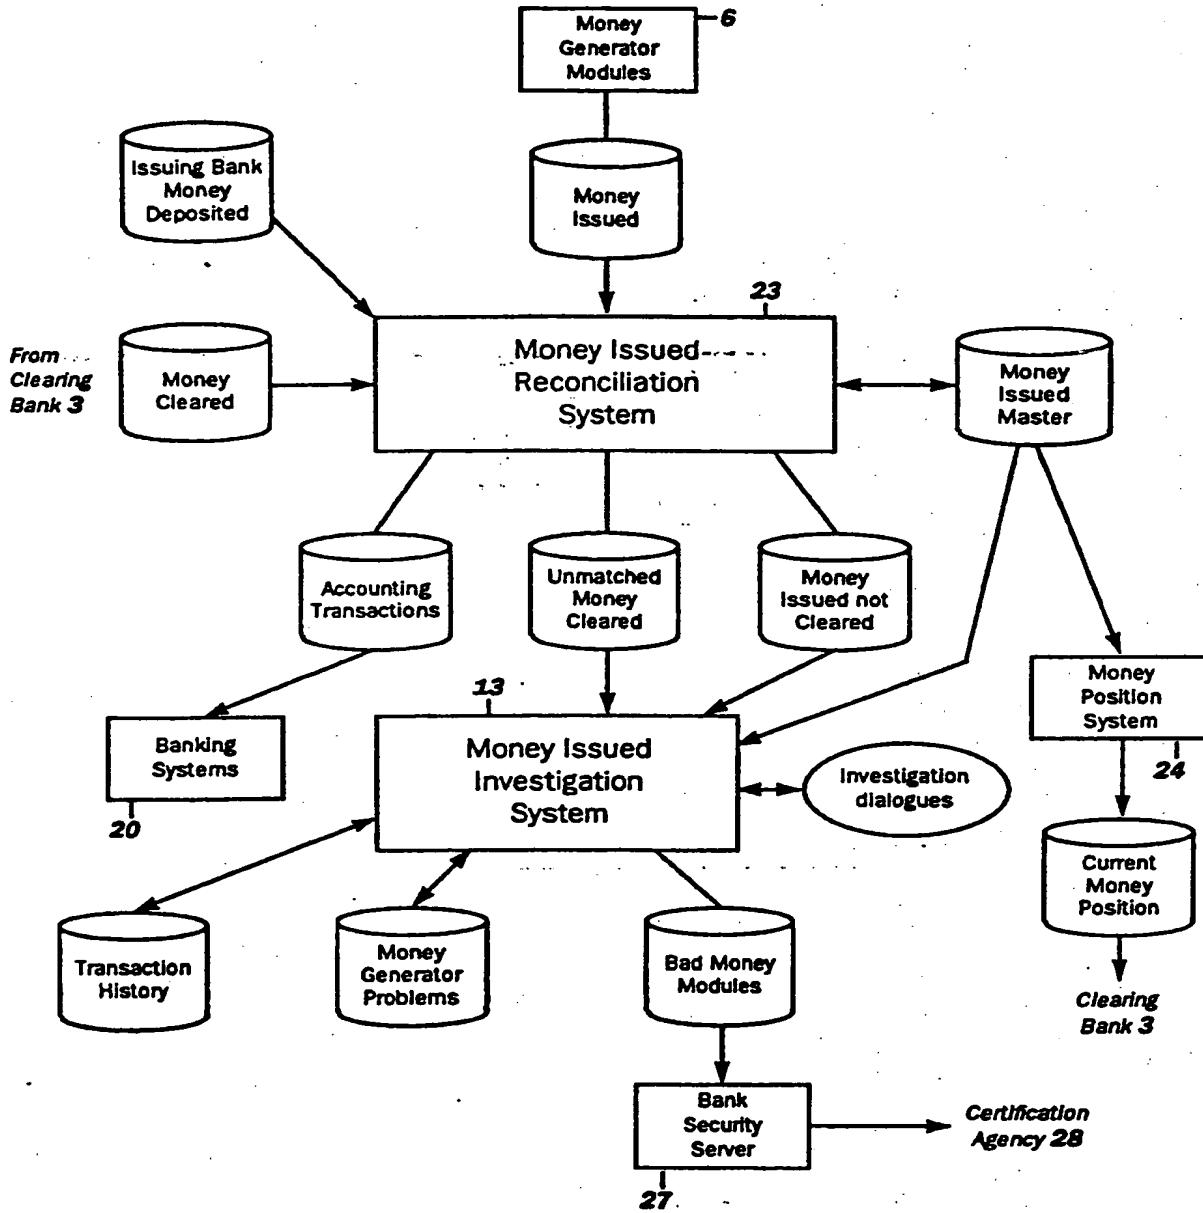 Money
Generator
Modules
6
Issuing Bank
Money
Deposited
Money
Issued
23
From
Clearing
Bank 3
Money
Cleared
Money Issued
Reconciliation
System
Money
Issued
Master
Accounting
Transactions
Unmatched
Money
Cleared
Money
Issued not
Cleared
13
Banking
Systems
20
Money Issued
Investigation
System
Investigation
dialogues
Money
Position
System
24
Transaction
History
Money
Generator
Problems
Bad Money
Modules
Current
Money
Position
Clearing
Bank 3
Bank
Security
Server
27
Certification
Agency 28